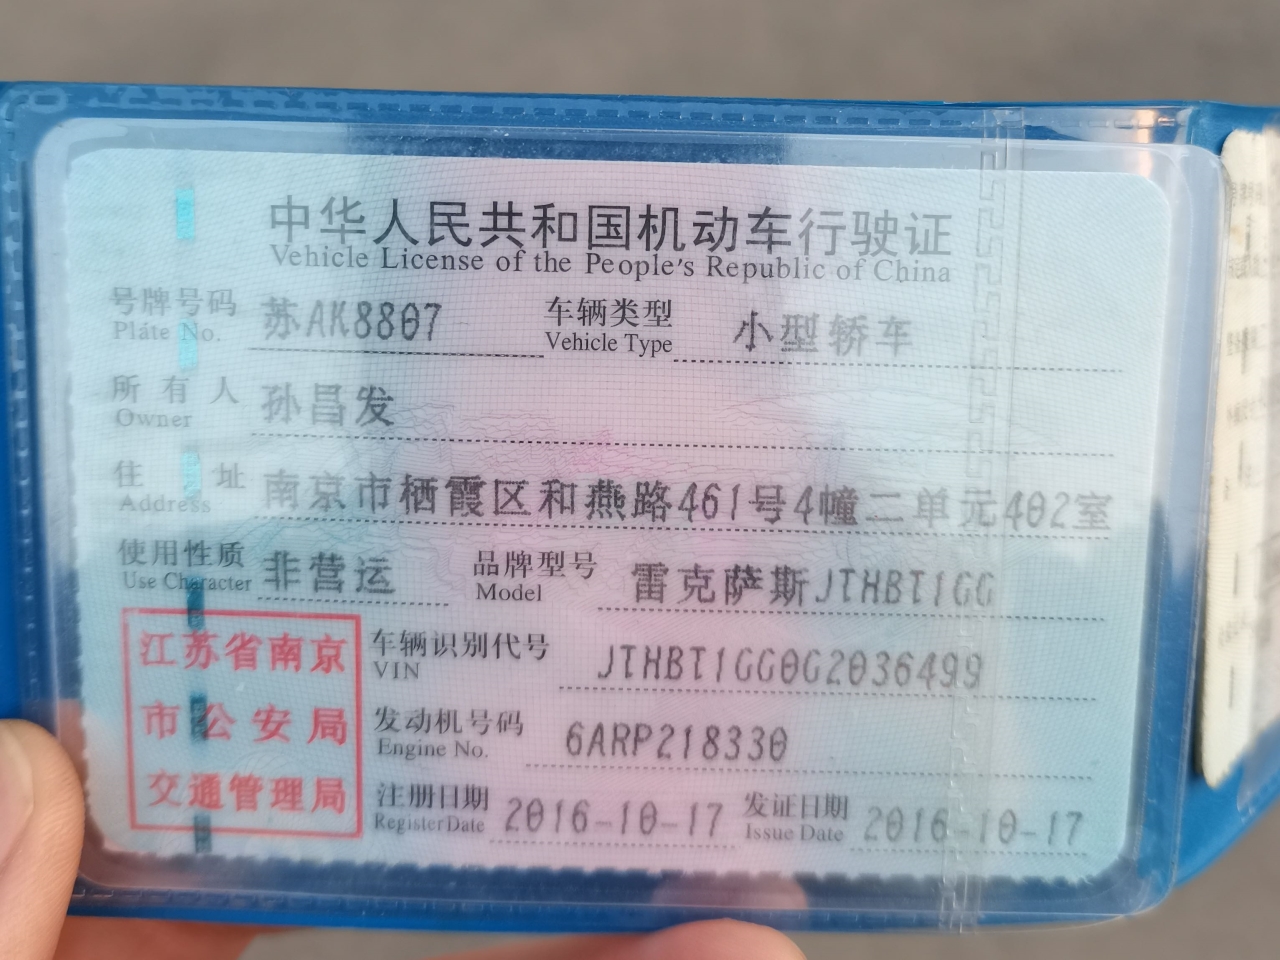 中华人民共和国机动车行驶证
Vehicle License of the People's Republic of China
号牌号码 苏AK8807 车辆类型 小型轿车
Plate No. Vehicle Type
所有人 孙昌发
Owner
住址 南京市栖霞区和燕路461号4幢二单元402室
Address
使用性质 非营运 品牌型号 雷克萨斯JTHBT1GG
Use Character Model
江苏省南京
市公安局
交通管理局
车辆识别代号 JTHBT1GG0G2036499
VIN
发动机号码 6ARP218330
Engine No.
注册日期 2016-10-17 发证日期 2016-10-17
Register Date Issue Date